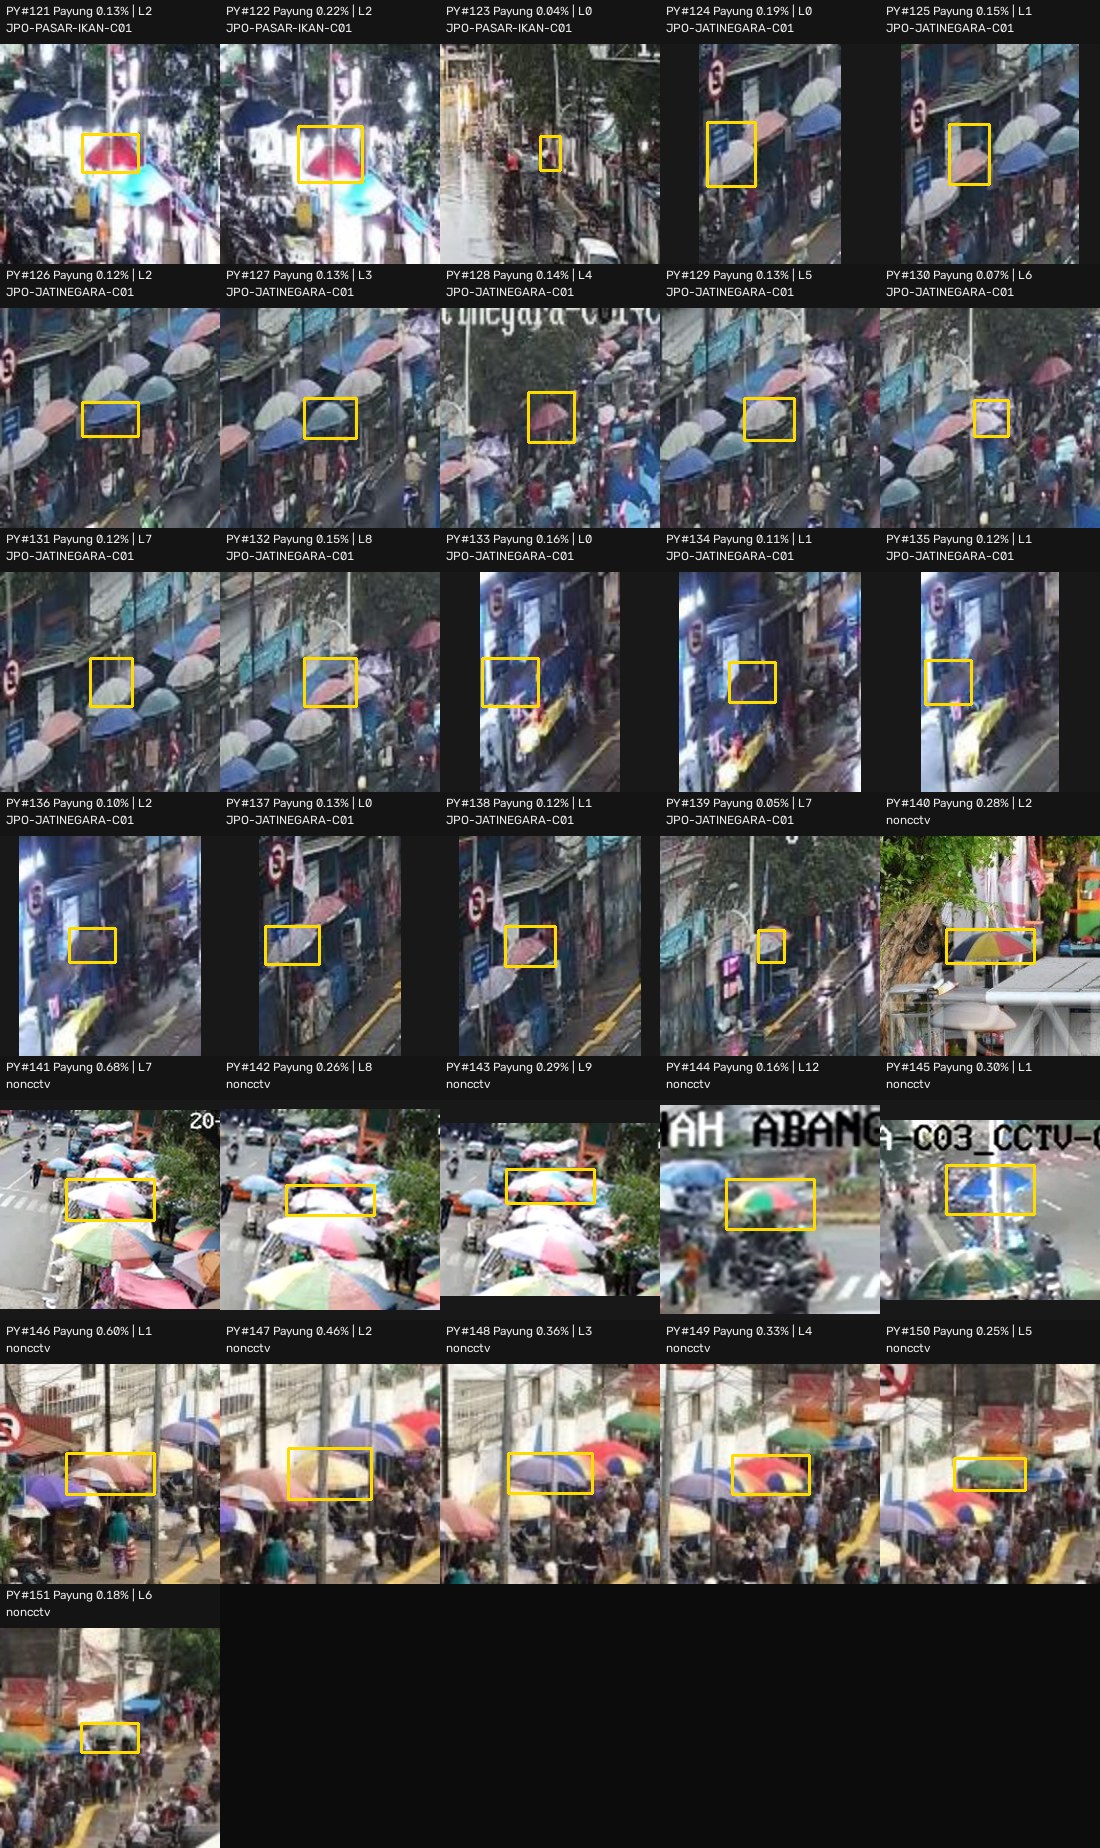 PY#121 Payung 0.13% | L2
JPO-PASAR-IKAN-C01
PY#122 Payung 0.22% | L2
JPO-PASAR-IKAN-C01
PY#123 Payung 0.04% | L0
JPO-PASAR-IKAN-C01
PY#124 Payung 0.19% | L0
JPO-JATINEGARA-C01
PY#125 Payung 0.15% | L1
JPO-JATINEGARA-C01
PY#126 Payung 0.12% | L2
JPO-JATINEGARA-C01
PY#127 Payung 0.13% | L3
JPO-JATINEGARA-C01
PY#128 Payung 0.14% | L4
JPO-JATINEGARA-C01
PY#129 Payung 0.13% | L5
JPO-JATINEGARA-C01
PY#130 Payung 0.07% | L6
JPO-JATINEGARA-C01
tinegara-C01-C
PY#131 Payung 0.12% | L7
JPO-JATINEGARA-C01
PY#132 Payung 0.15% | L8
JPO-JATINEGARA-C01
PY#133 Payung 0.16% | L0
JPO-JATINEGARA-C01
PY#134 Payung 0.11% | L1
JPO-JATINEGARA-C01
PY#135 Payung 0.12% | L1
JPO-JATINEGARA-C01
PY#136 Payung 0.10% | L2
JPO-JATINEGARA-C01
PY#137 Payung 0.13% | L0
JPO-JATINEGARA-C01
PY#138 Payung 0.12% | L1
JPO-JATINEGARA-C01
PY#139 Payung 0.05% | L7
JPO-JATINEGARA-C01
PY#140 Payung 0.28% | L2
noncctv
PY#141 Payung 0.68% | L7
noncctv
PY#142 Payung 0.26% | L8
noncctv
PY#143 Payung 0.29% | L9
noncctv
PY#144 Payung 0.16% | L12
noncctv
PY#145 Payung 0.30% | L1
noncctv
20-
AH ABANG
A-C03_CCTV-
PY#146 Payung 0.60% | L1
noncctv
PY#147 Payung 0.46% | L2
noncctv
PY#148 Payung 0.36% | L3
noncctv
PY#149 Payung 0.33% | L4
noncctv
PY#150 Payung 0.25% | L5
noncctv
PY#151 Payung 0.18% | L6
noncctv